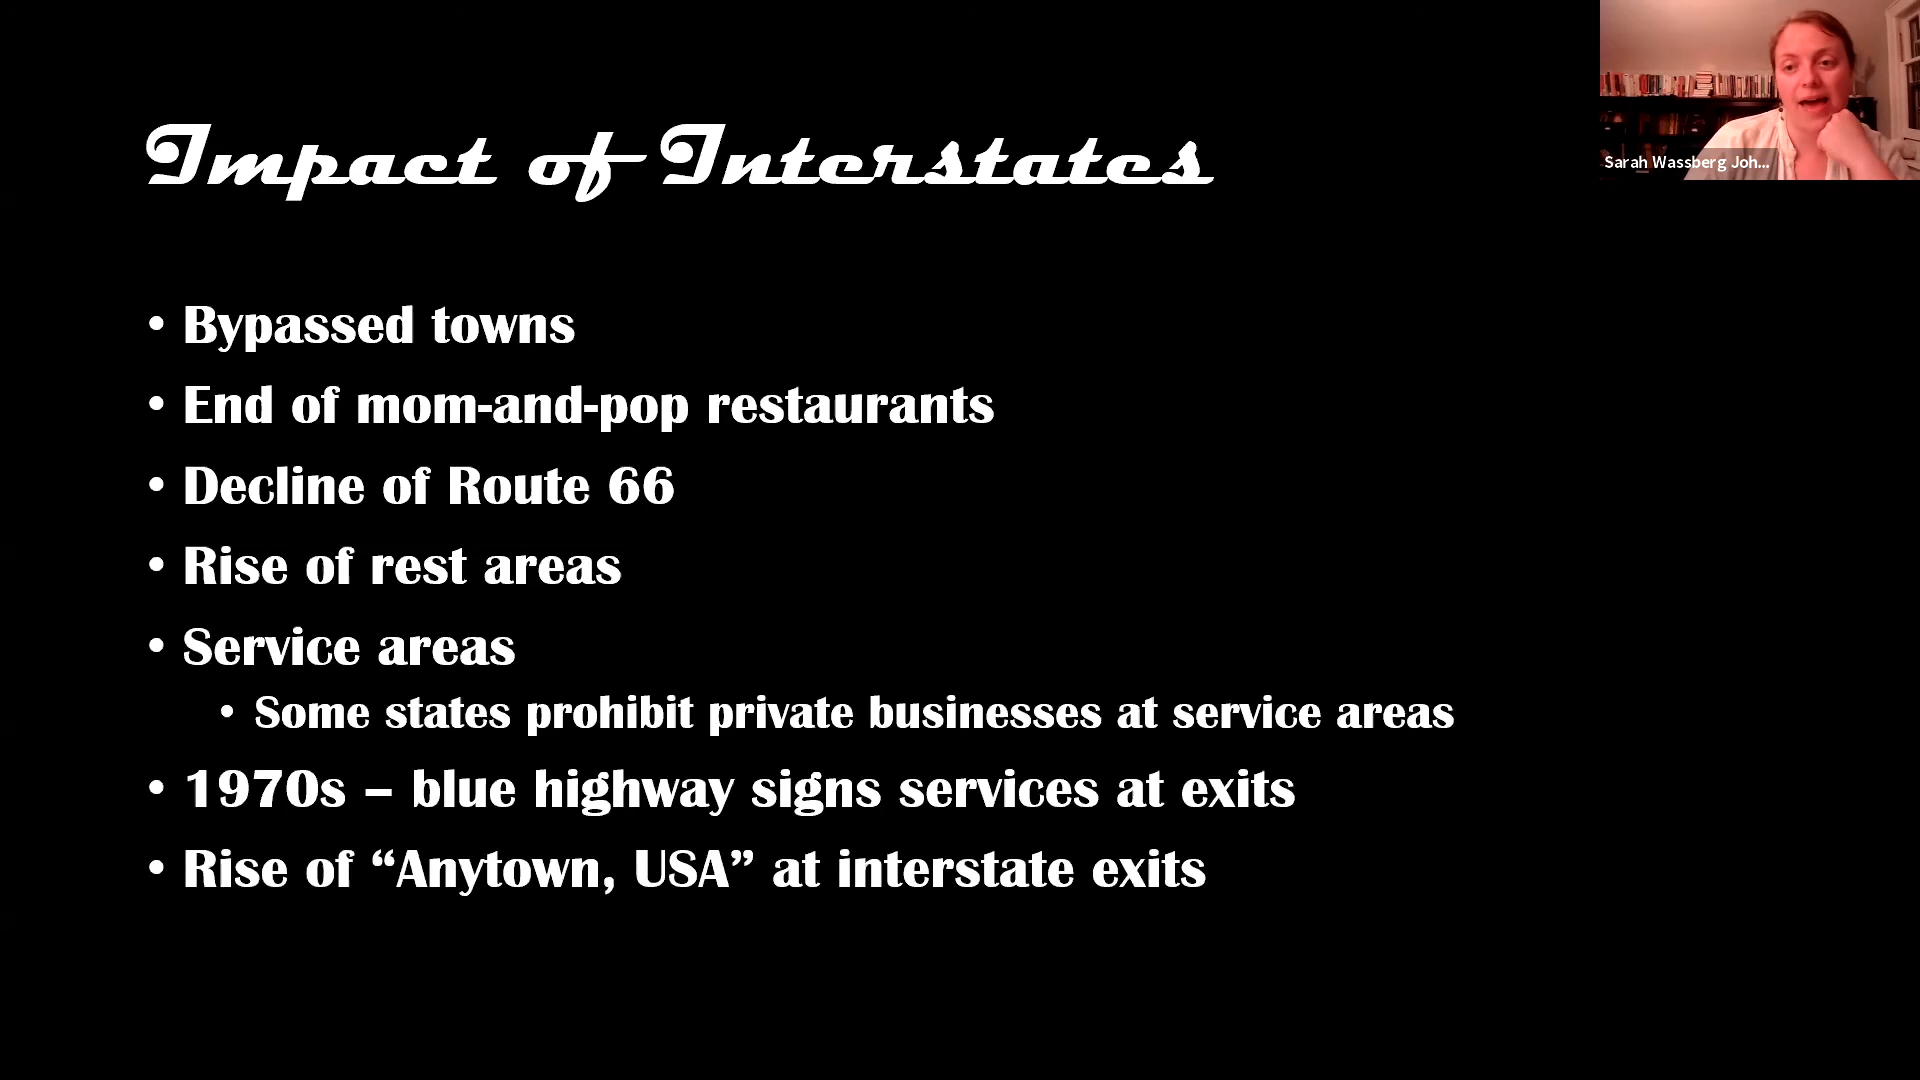 Impact of Interstates
Sarah Wassberg Joh...
• Bypassed towns
• End of mom-and-pop restaurants
• Decline of Route 66
• Rise of rest areas
• Service areas
• Some states prohibit private businesses at service areas
• 1970s – blue highway signs services at exits
• Rise of “Anytown, USA” at interstate exits